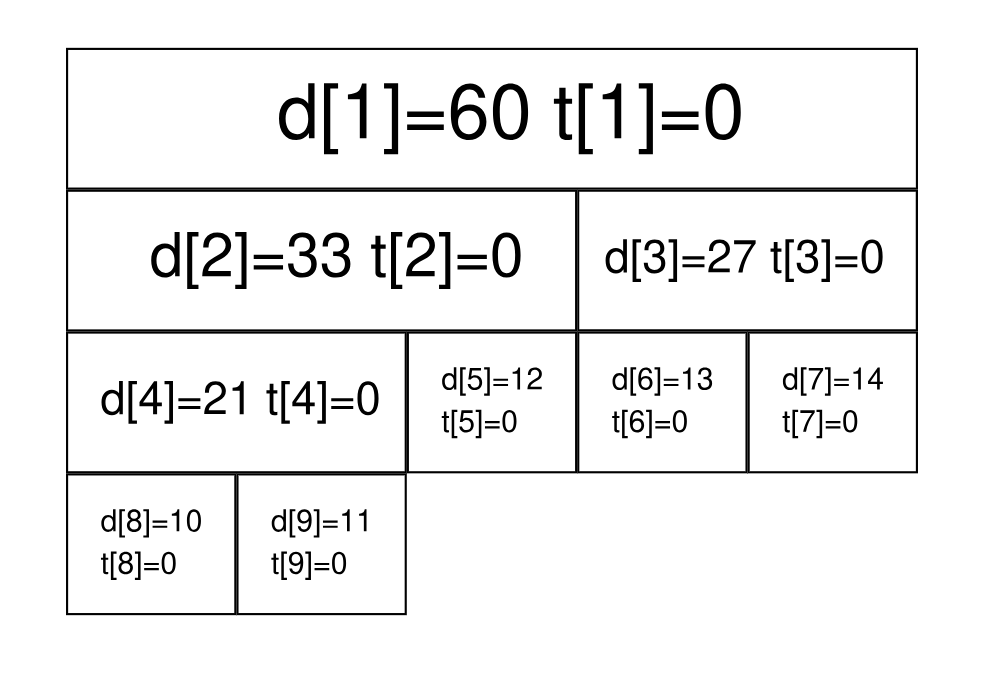 d[1]=60 t[1]=0
d[2]=33 t[2]=0
d[3]=27 t[3]=0
d[4]=21 t[4]=0
d[5]=12
t[5]=0
d[6]=13
t[6]=0
d[7]=14
t[7]=0
d[8]=10
t[8]=0
d[9]=11
t[9]=0